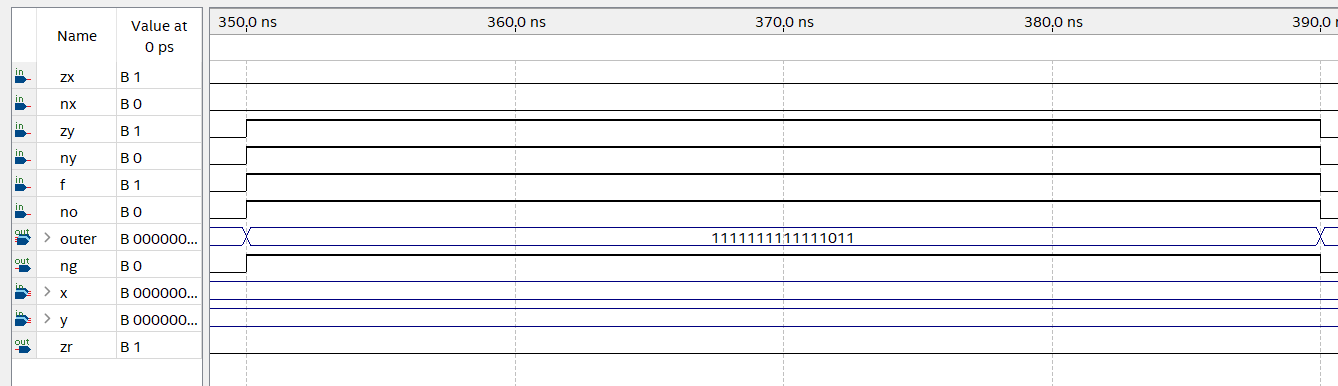 Name
Value at
0 ps
350.0 ns
360.0 ns
370.0 ns
380.0 ns
390.0 n
in
zx
B 1
in
nx
B 0
in
zy
B 1
in
ny
B 0
in
f
B 1
in
no
B 0
out
> outer
B 000000...
1111111111111011
out
ng
B 0
in
> x
B 000000...
in
> y
B 000000...
out
zr
B 1